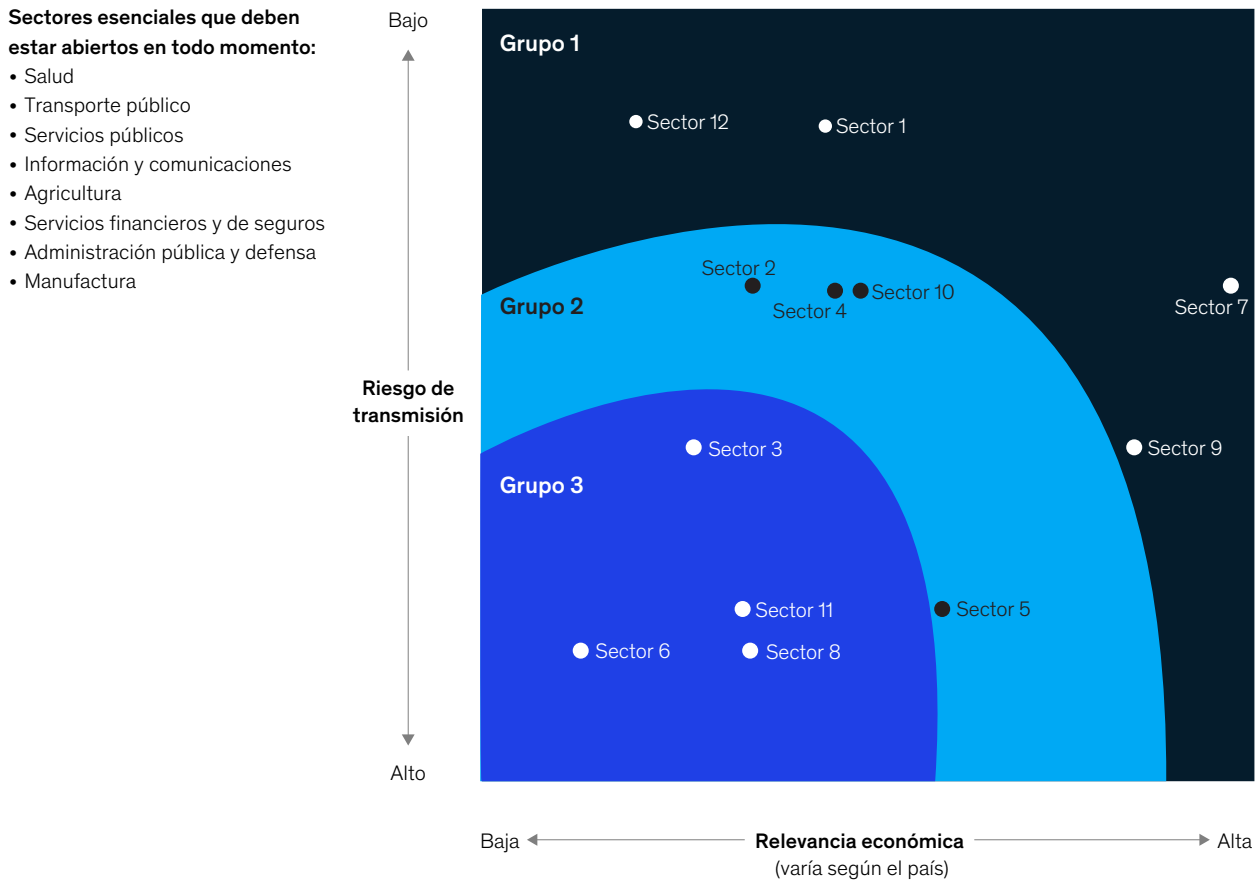 Sectores esenciales que deben
estar abiertos en todo momento:
• Salud
• Transporte público
• Servicios públicos
• Información y comunicaciones
• Agricultura
• Servicios financieros y de seguros
• Administración pública y defensa
• Manufactura
Bajo
Riesgo de
transmisión
Alto
Grupo 1
Sector 12
Sector 1
Sector 2
Sector 4
Sector 10
Sector 7
Grupo 2
Sector 3
Sector 9
Grupo 3
Sector 11
Sector 5
Sector 6
Sector 8
Baja
Relevancia económica
(varía según el país)
Alta